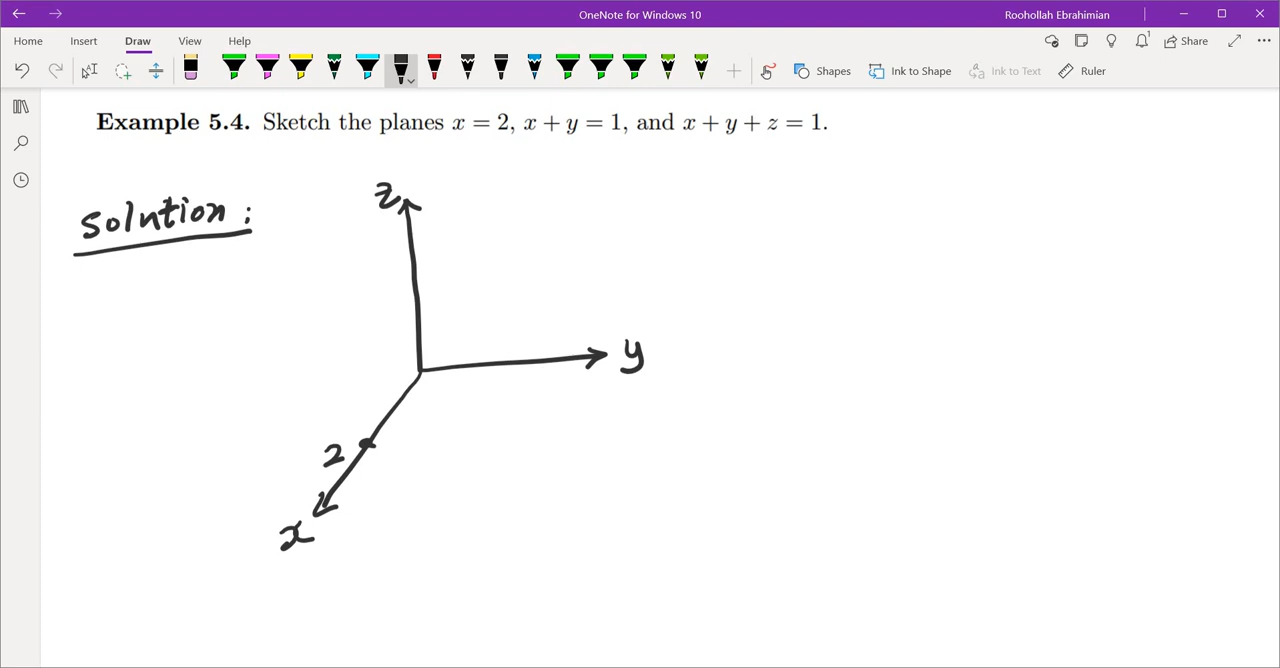 OneNote for Windows 10
Roohollah Ebrahimian
Home Insert Draw View Help
Share
Shapes Ink to Shape Ink to Text Ruler
Example 5.4. Sketch the planes x = 2, x + y = 1, and x + y + z = 1.
Solution:
z
y
2
x